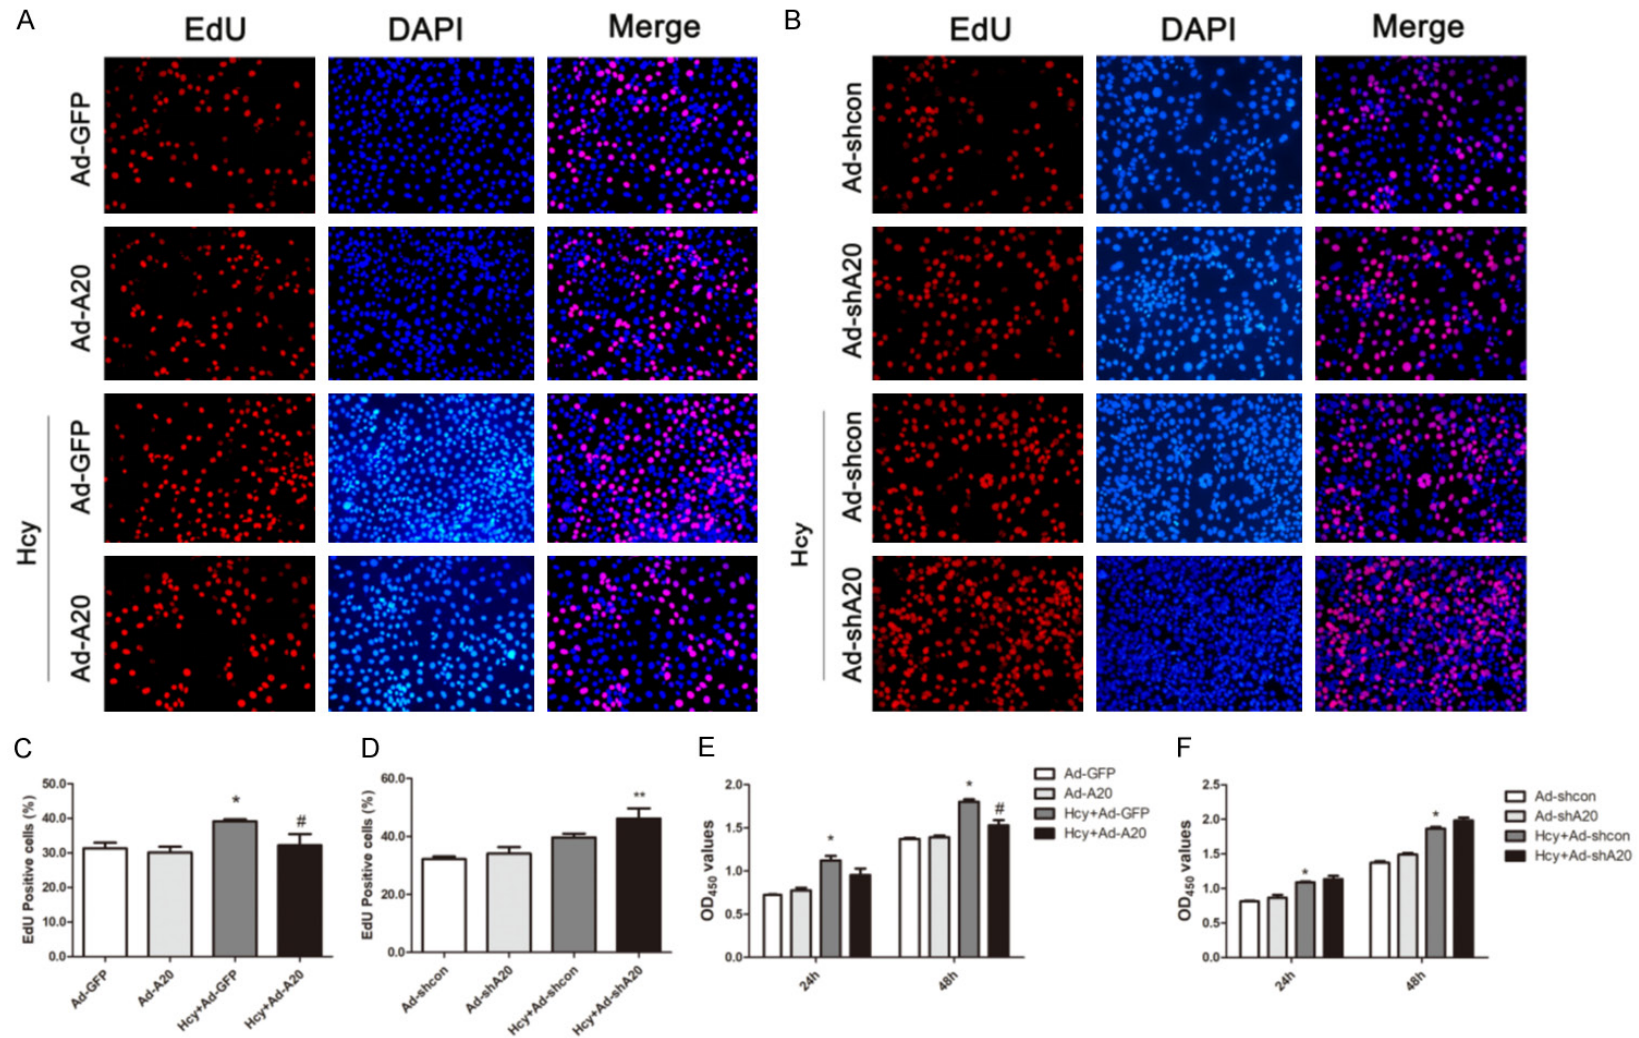 A
EdU DAPI Merge
Ad-GFP
Ad-A20
Ad-GFP
Ad-A20
Hcy
B
EdU DAPI Merge
Ad-shcon
Ad-shA20
Ad-shcon
Ad-shA20
Hcy
C
EdU Positive cells (%)
50.0
40.0
30.0
20.0
10.0
0.0
*
#
Ad-GFP
Ad-A20
Hcy+Ad-GFP
Hcy+Ad-A20
D
EdU Positive cells (%)
60.0
40.0
20.0
0.0
**
Ad-shcon
Ad-shA20
Hcy+Ad-shcon
Hcy+Ad-shA20
E
OD450 values
2.0
1.5
1.0
0.5
0.0
*
*
#
24h
48h
Ad-GFP
Ad-A20
Hcy+Ad-GFP
Hcy+Ad-A20
F
OD450 values
2.5
2.0
1.5
1.0
0.5
0.0
*
*
24h
48h
Ad-shcon
Ad-shA20
Hcy+Ad-shcon
Hcy+Ad-shA20